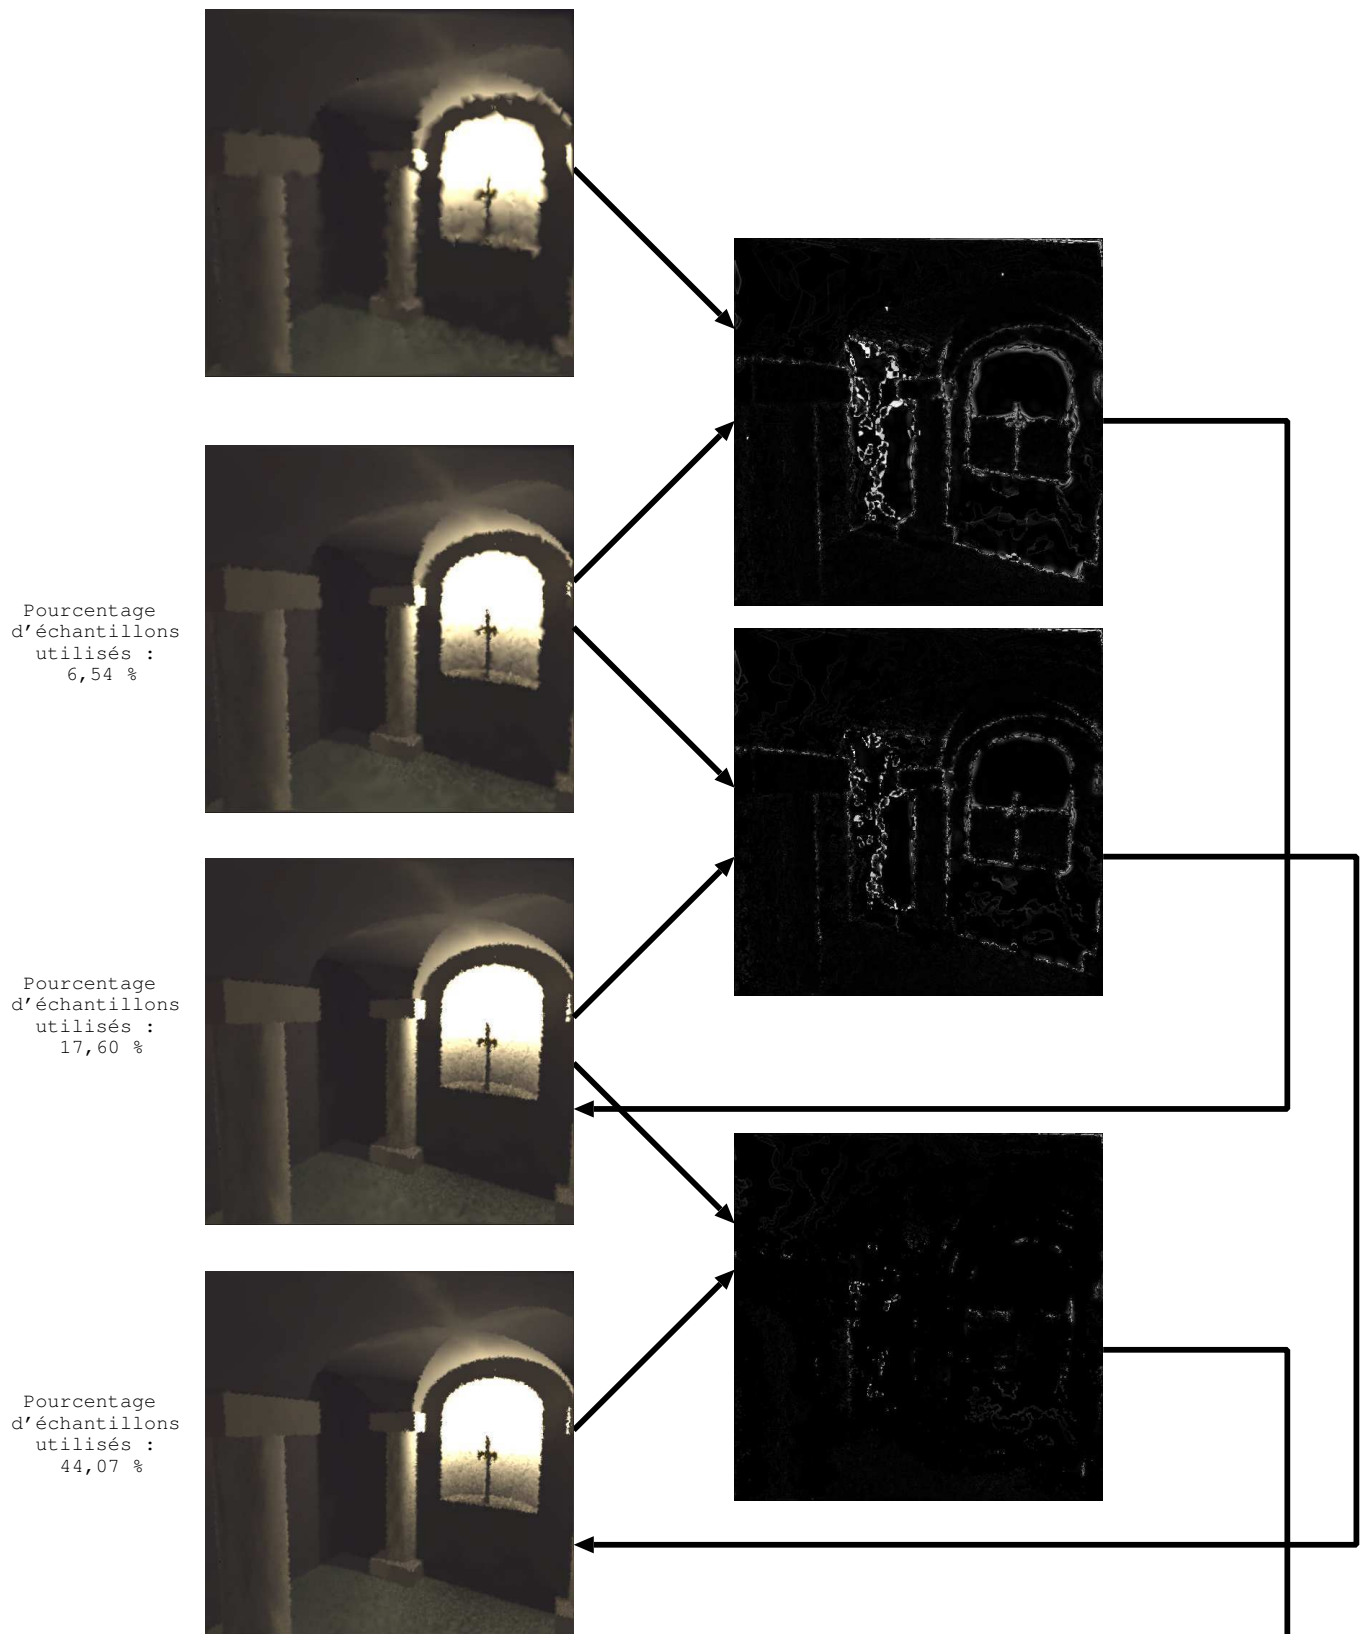 Pourcentage
d'échantillons
utilisés :
6,54 %
Pourcentage
d'échantillons
utilisés :
17,60 %
Pourcentage
d'échantillons
utilisés :
44,07 %